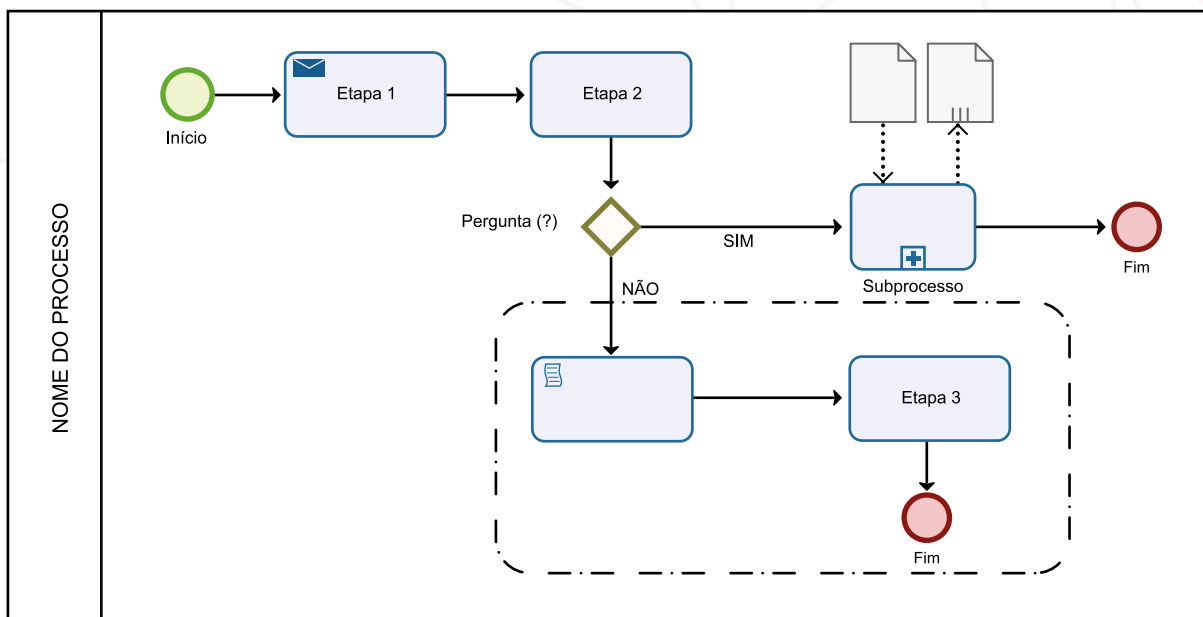 NOME DO PROCESSO
Início
Etapa 1
Etapa 2
Pergunta (?)
SIM
Subprocesso
Fim
NÃO
Etapa 3
Fim